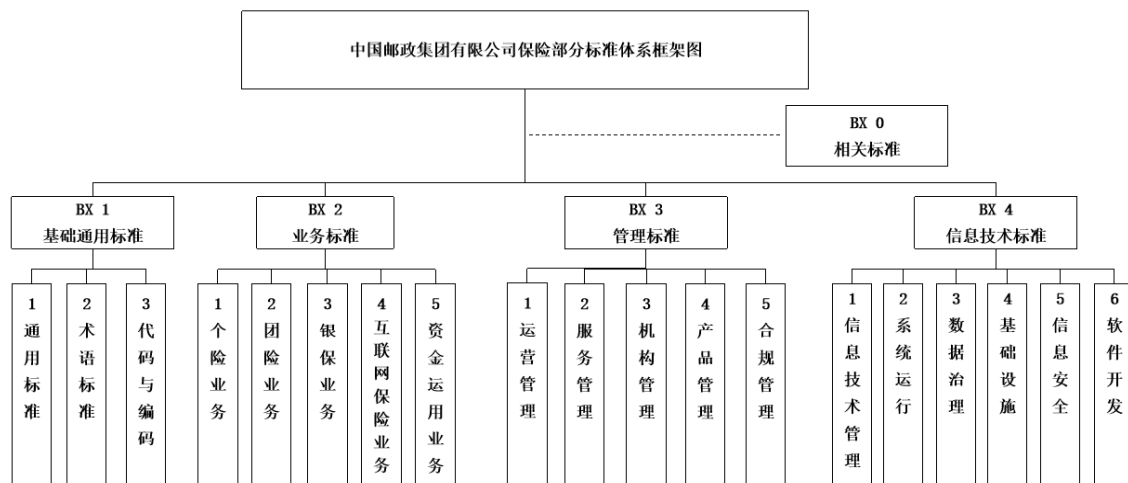 中国邮政集团有限公司保险部分标准体系框架图
BX 0
相关标准
BX 1
基础通用标准
BX 2
业务标准
BX 3
管理标准
BX 4
信息技术标准
1通用标准
2术语标准
3代码与编码
1个险业务
2团险业务
3银保业务
4互联网保险业务
5资金运用业务
1运营管理
2服务管理
3机构管理
4产品管理
5合规管理
1信息技术管理
2系统运行
3数据治理
4基础设施
5信息安全
6软件开发